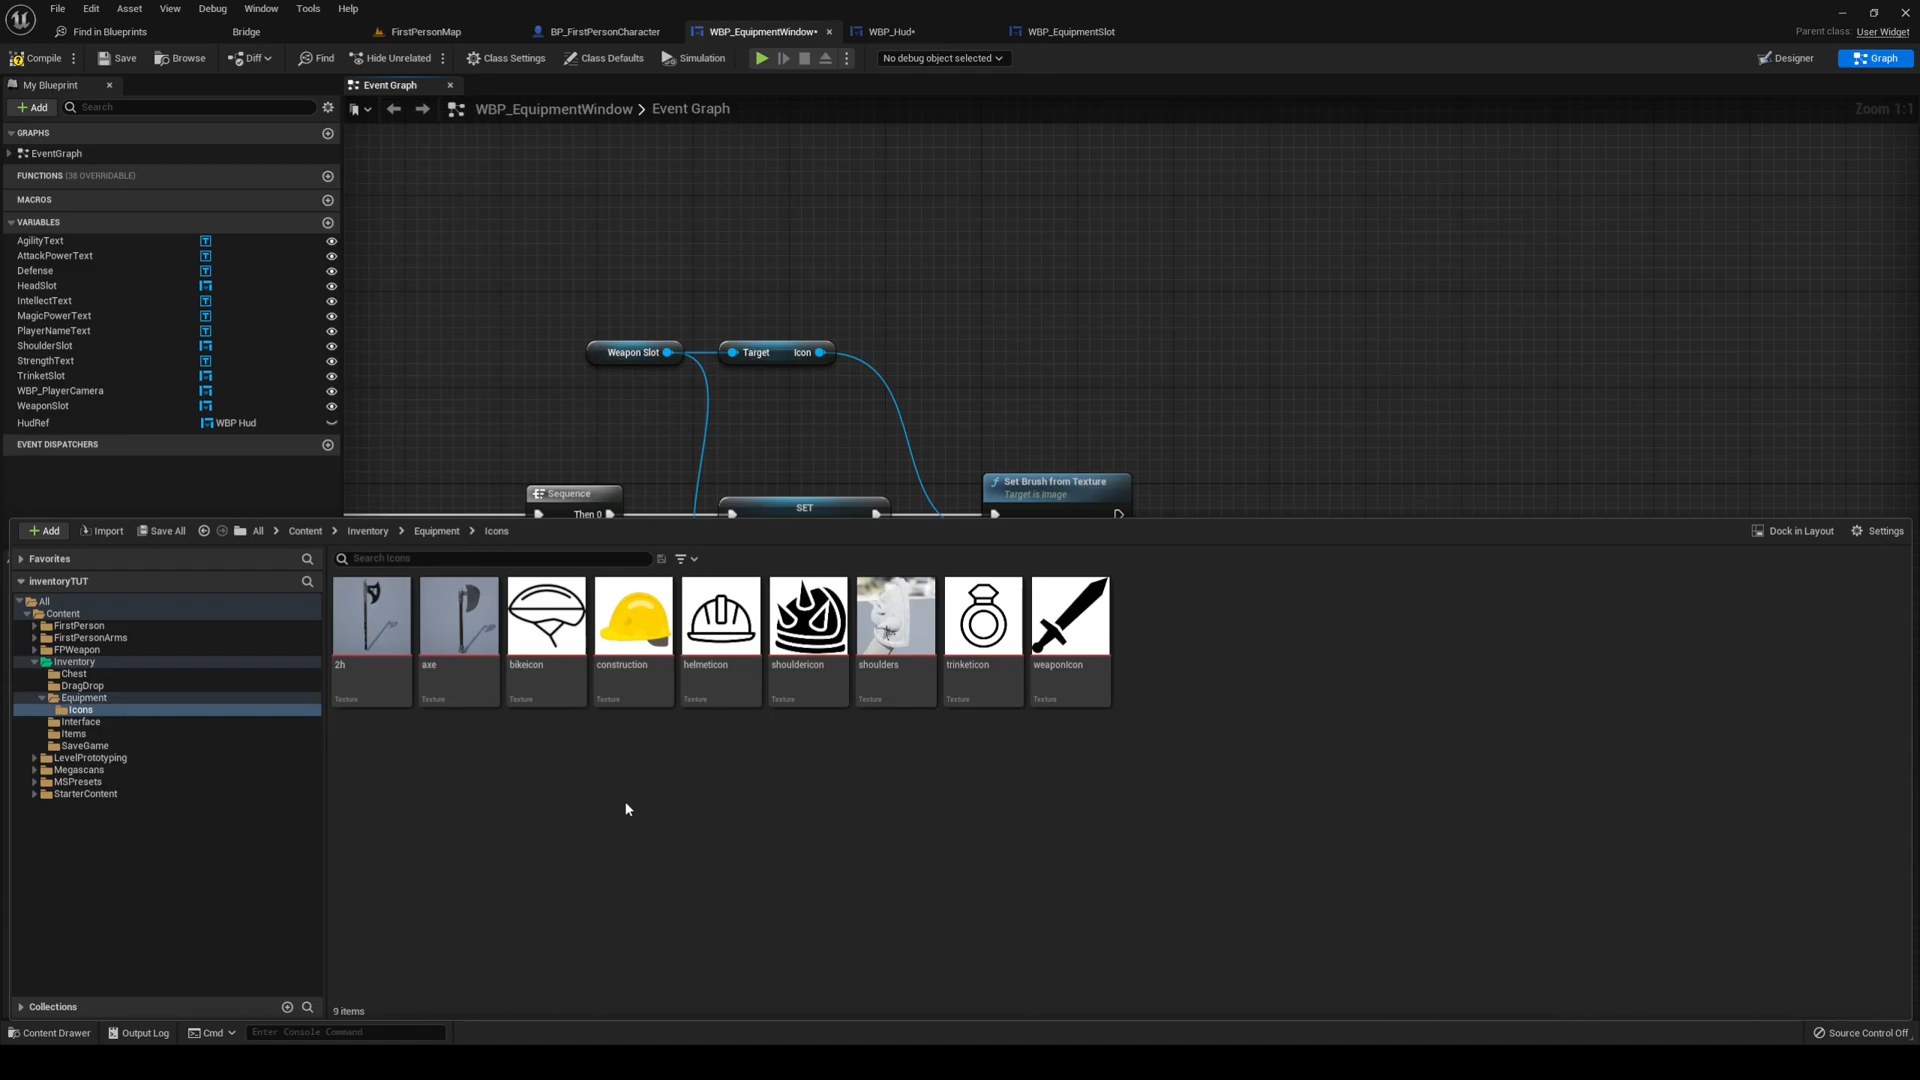 File Edit Asset View Debug Window Tools Help
Find in Blueprints Bridge FirstPersonMap BP_FirstPersonCharacter WBP_EquipmentWindow* WBP_Hud* WBP_EquipmentSlot Parent class: User Widget
Compile Save Browse Diff Find Hide Unrelated Class Settings Class Defaults Simulation No debug object selected Designer Graph
My Blueprint Event Graph
Add Search WBP_EquipmentWindow > Event Graph Zoom 1:1
GRAPHS
EventGraph
FUNCTIONS (38 OVERRIDABLE)
MACROS
VARIABLES
AgilityText
AttackPowerText
Defense
HeadSlot
IntellectText
MagicPowerText
PlayerNameText
ShoulderSlot
StrengthText
TrinketSlot
WBP_PlayerCamera
WeaponSlot
HudRef WBP Hud
EVENT DISPATCHERS
Weapon Slot Target Icon
Sequence
Then 0
SET
Set Brush from Texture
Target is Image
Add Import Save All All > Content > Inventory > Equipment > Icons Dock in Layout Settings
Favorites Search Icons
inventoryTUT
All
Content
FirstPerson
FirstPersonArms
FPWeapon
Inventory
Chest
DragDrop
Equipment
Icons
Interface
Items
SaveGame
LevelPrototyping
Megascans
MSPresets
StarterContent
2h axe bikeicon construction helmeticon shouldericon shoulders trinketicon weaponIcon
Texture Texture Texture Texture Texture Texture Texture Texture Texture
Collections 9 items
Content Drawer Output Log Cmd Enter Console Command Source Control Off